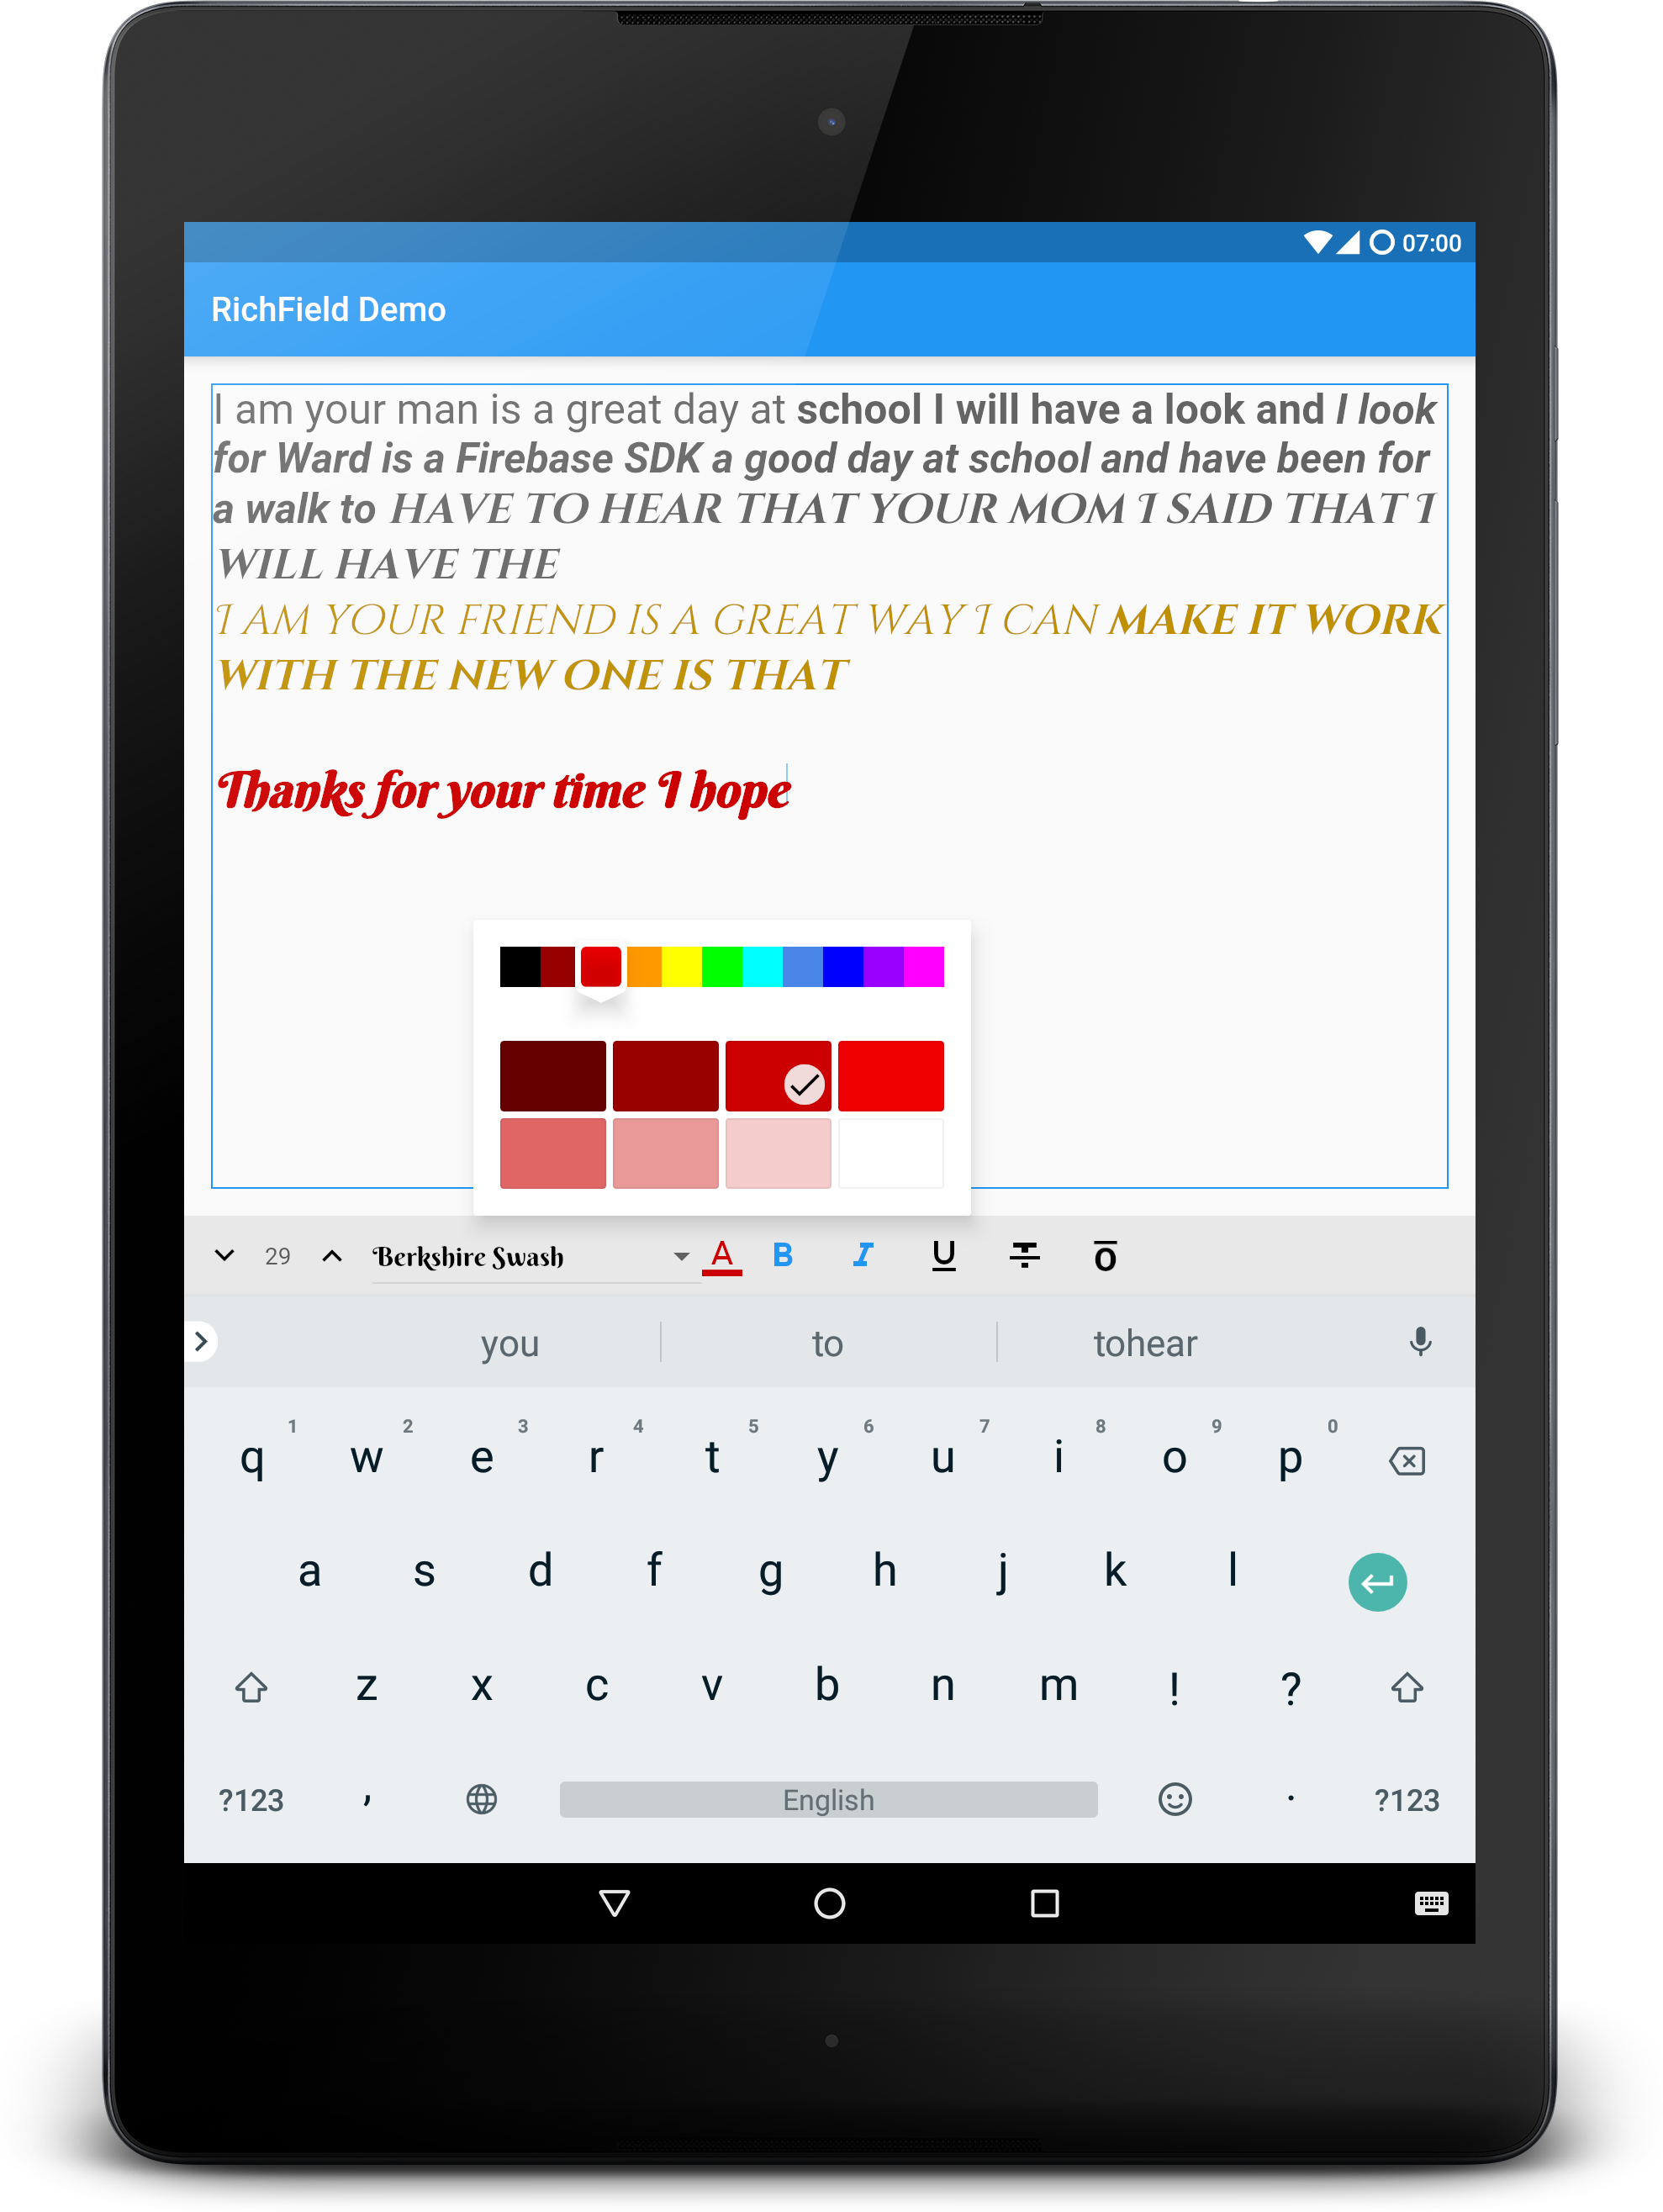 07:00
RichField Demo
I am your man is a great day at school I will have a look and I look
for Ward is a Firebase SDK a good day at school and have been for
a walk to HAVE TO HEAR THAT YOUR MOM I SAID THAT I
WILL HAVE THE
I AM YOUR FRIEND IS A GREAT WAY I CAN MAKE IT WORK
WITH THE NEW ONE IS THAT
Thanks for your time I hope
29 Berkshire Swash A B I U T O
you to tohear
1 2 3 4 5 6 7 8 9 0
q w e r t y u i o p
a s d f g h j k l
z x c v b n m ! ?
?123 , English . ?123